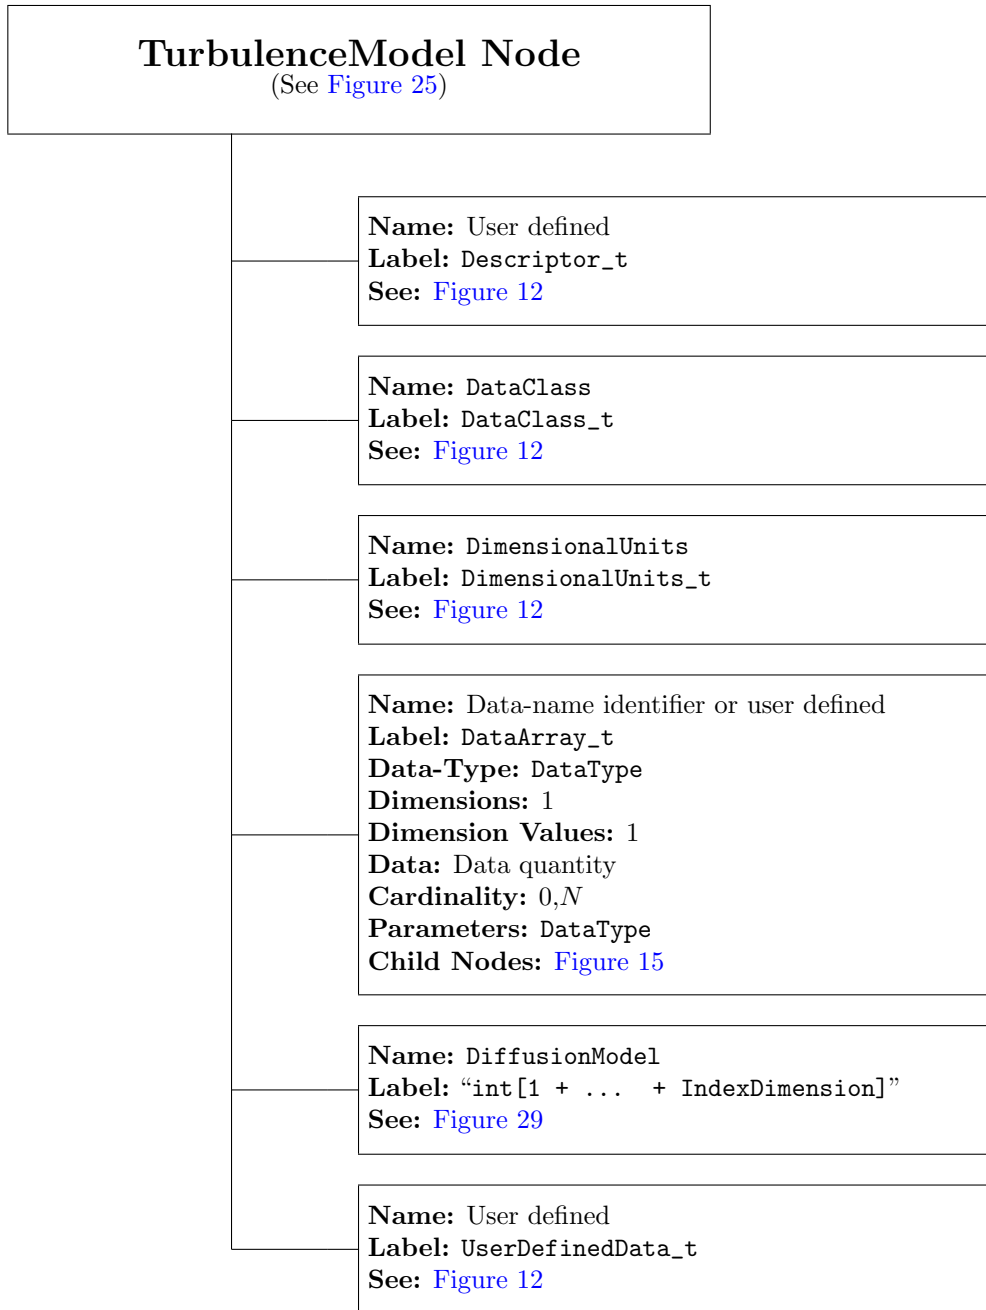 TurbulenceModel Node
(See Figure 25)
Name: User defined
Label: Descriptor_t
See: Figure 12
Name: DataClass
Label: DataClass_t
See: Figure 12
Name: DimensionalUnits
Label: DimensionalUnits_t
See: Figure 12
Name: Data-name identifier or user defined
Label: DataArray_t
Data-Type: DataType
Dimensions: 1
Dimension Values: 1
Data: Data quantity
Cardinality: 0,N
Parameters: DataType
Child Nodes: Figure 15
Name: DiffusionModel
Label: “int[1 + ... + IndexDimension]”
See: Figure 29
Name: User defined
Label: UserDefinedData_t
See: Figure 12